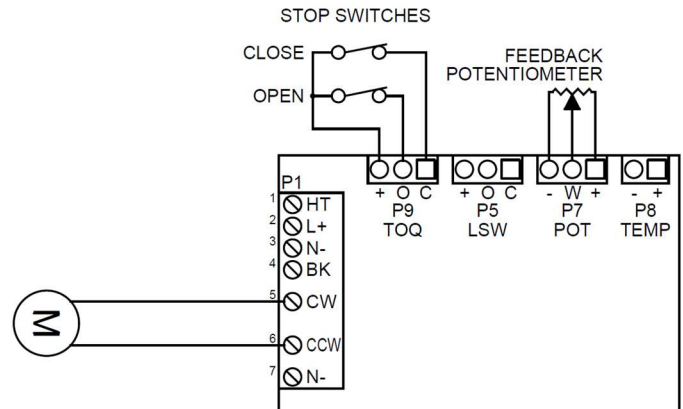 STOP SWITCHES
CLOSE
OPEN
FEEDBACK
POTENTIOMETER
+ O C
P9
TOQ
+ O C
P5
LSW
- W +
P7
POT
- +
P8
TEMP
P1
1 HT
2 L+
3 N-
4 BK
5 CW
6 CCW
7 N-
M